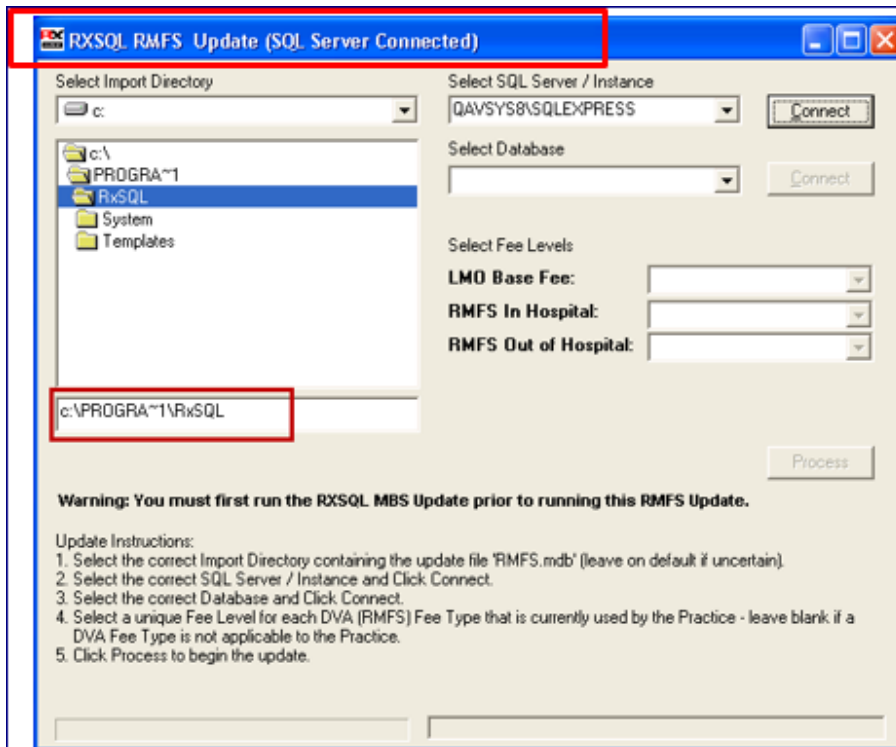 RXSQL RMFS Update (SQL Server Connected)
Select Import Directory
c:
c:\
PROGRA~1
RxSQL
System
Templates
c:\PROGRA~1\RxSQL
Select SQL Server / Instance
QAVSYS8\SQLEXPRESS
Connect
Select Database
Connect
Select Fee Levels
LMO Base Fee:
RMFS In Hospital:
RMFS Out of Hospital:
Process
Warning: You must first run the RXSQL MBS Update prior to running this RMFS Update.
Update Instructions:
1. Select the correct Import Directory containing the update file 'RMFS.mdb' (leave on default if uncertain).
2. Select the correct SQL Server / Instance and Click Connect.
3. Select the correct Database and Click Connect.
4. Select a unique Fee Level for each DVA (RMFS) Fee Type that is currently used by the Practice - leave blank if a
DVA Fee Type is not applicable to the Practice.
5. Click Process to begin the update.